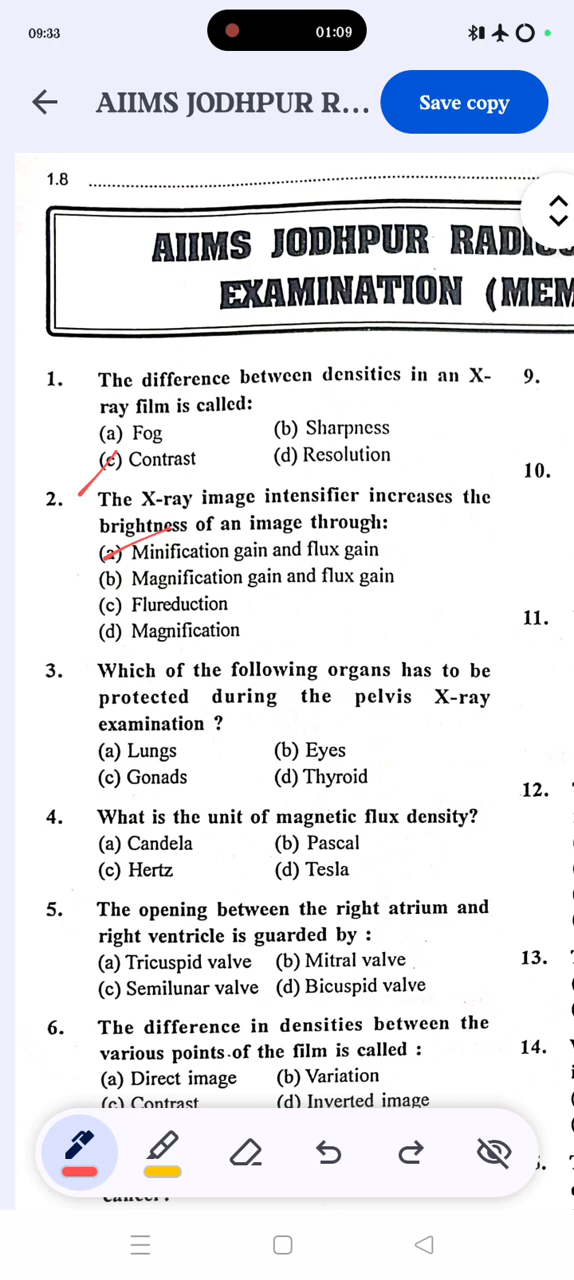 09:33
01:09
AIIMS JODHPUR R...
Save copy
1.8
AIIMS JODHPUR
EXAMINATION
1. The difference between densities in an X-
ray film is called:
(a) Fog (b) Sharpness
(c) Contrast (d) Resolution
2. The X-ray image intensifier increases the
brightness of an image through:
(a) Minification gain and flux gain
(b) Magnification gain and flux gain
(c) Flureduction
(d) Magnification
3. Which of the following organs has to be
protected during the pelvis X-ray
examination ?
(a) Lungs (b) Eyes
(c) Gonads (d) Thyroid
4. What is the unit of magnetic flux density?
(a) Candela (b) Pascal
(c) Hertz (d) Tesla
5. The opening between the right atrium and
right ventricle is guarded by :
(a) Tricuspid valve (b) Mitral valve
(c) Semilunar valve (d) Bicuspid valve
6. The difference in densities between the
various points of the film is called :
(a) Direct image (b) Variation
(c) Contrast (d) Inverted image
9.
10.
11.
12.
13.
14.